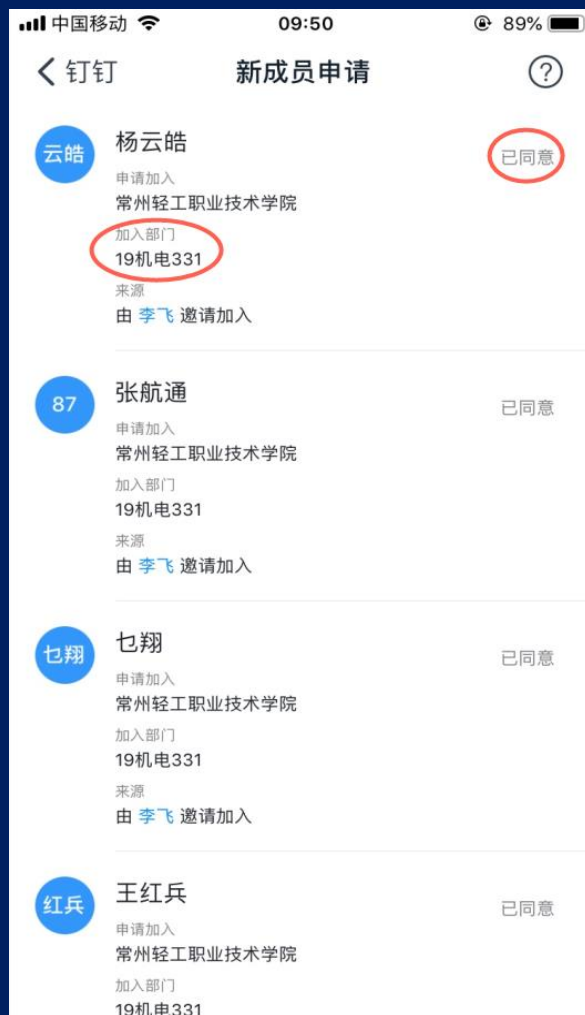 中国移动 09:50 89%
钉钉 新成员申请 ?
云皓 杨云皓 已同意
申请加入
常州轻工职业技术学院
加入部门
19机电331
来源
由 李飞 邀请加入
87 张航通 已同意
申请加入
常州轻工职业技术学院
加入部门
19机电331
来源
由 李飞 邀请加入
乜翔 乜翔 已同意
申请加入
常州轻工职业技术学院
加入部门
19机电331
来源
由 李飞 邀请加入
红兵 王红兵 已同意
申请加入
常州轻工职业技术学院
加入部门
19机电331